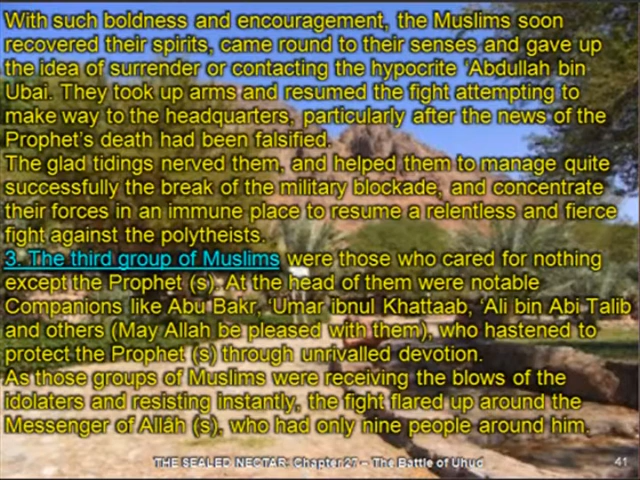 With such boldness and encouragement, the Muslims soon
recovered their spirits, came round to their senses and gave up
the idea of surrender or contacting the hypocrite 'Abdullah bin
Ubai. They took up arms and resumed the fight attempting to
make way to the headquarters, particularly after the news of the
Prophet's death had been falsified.
The glad tidings nerved them, and helped them to manage quite
successfully the break of the military blockade, and concentrate
their forces in an immune place to resume a relentless and fierce
fight against the polytheists.
3. The third group of Muslims were those who cared for nothing
except the Prophet (s). At the head of them were notable
Companions like Abu Bakr, 'Umar ibnul Khattaab, 'Ali bin Abi Talib
and others (May Allah be pleased with them), who hastened to
protect the Prophet (s) through unrivalled devotion.
As those groups of Muslims were receiving the blows of the
idolaters and resisting instantly, the fight flared up around the
Messenger of Allâh (s), who had only nine people around him.
THE SEALED NECTAR: Chapter 27 – The Battle of Uhud 41